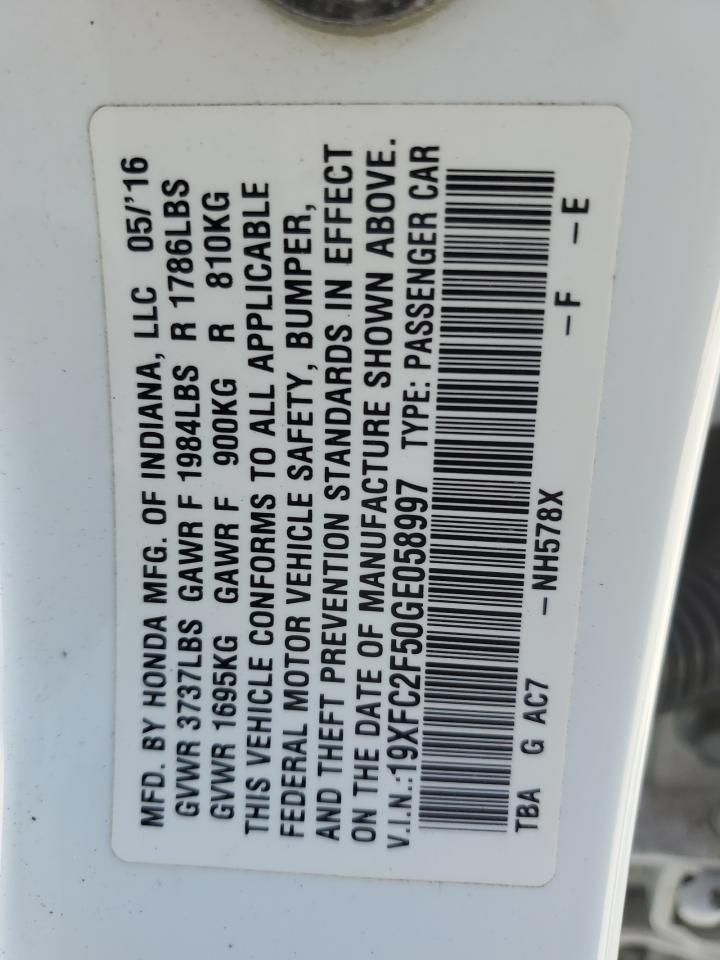 MFD. BY HONDA MFG. OF INDIANA, LLC 05/'16
GVWR 3737LBS GAWR F 1984LBS R 1786LBS
GVWR 1695KG GAWR F 900KG R 810KG
THIS VEHICLE CONFORMS TO ALL APPLICABLE
FEDERAL MOTOR VEHICLE SAFETY, BUMPER,
AND THEFT PREVENTION STANDARDS IN EFFECT
ON THE DATE OF MANUFACTURE SHOWN ABOVE.
V.I.N.:19XFC2F50GE058997 TYPE: PASSENGER CAR
TBA G AC7 –NH578X –F –E